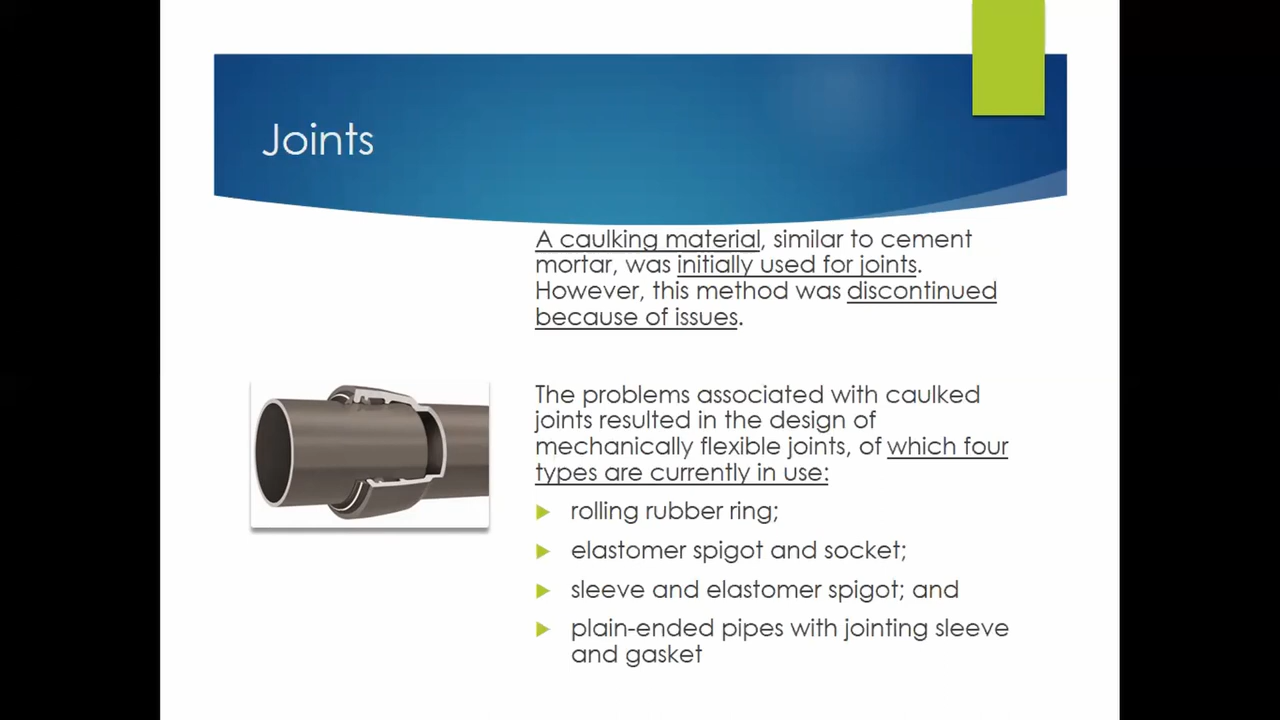 Joints
A caulking material, similar to cement
mortar, was initially used for joints.
However, this method was discontinued
because of issues.
The problems associated with caulked
joints resulted in the design of
mechanically flexible joints, of which four
types are currently in use:
rolling rubber ring;
elastomer spigot and socket;
sleeve and elastomer spigot; and
plain-ended pipes with jointing sleeve
and gasket